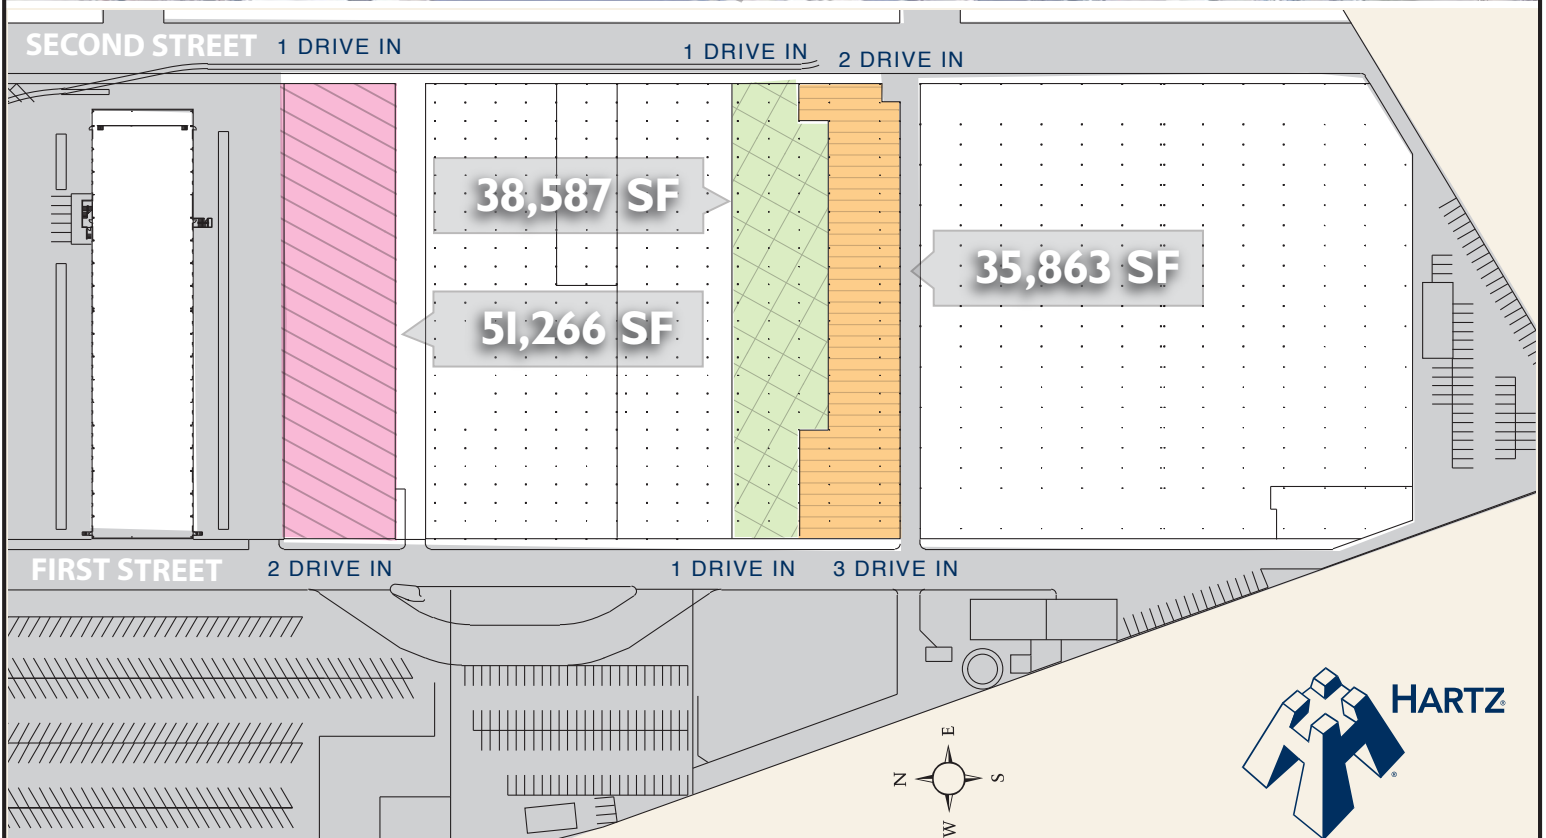 SECOND STREET
1 DRIVE IN
1 DRIVE IN
2 DRIVE IN
38,587 SF
35,863 SF
51,266 SF
FIRST STREET
2 DRIVE IN
1 DRIVE IN
3 DRIVE IN
HARTZ®
®
E
N
S
W